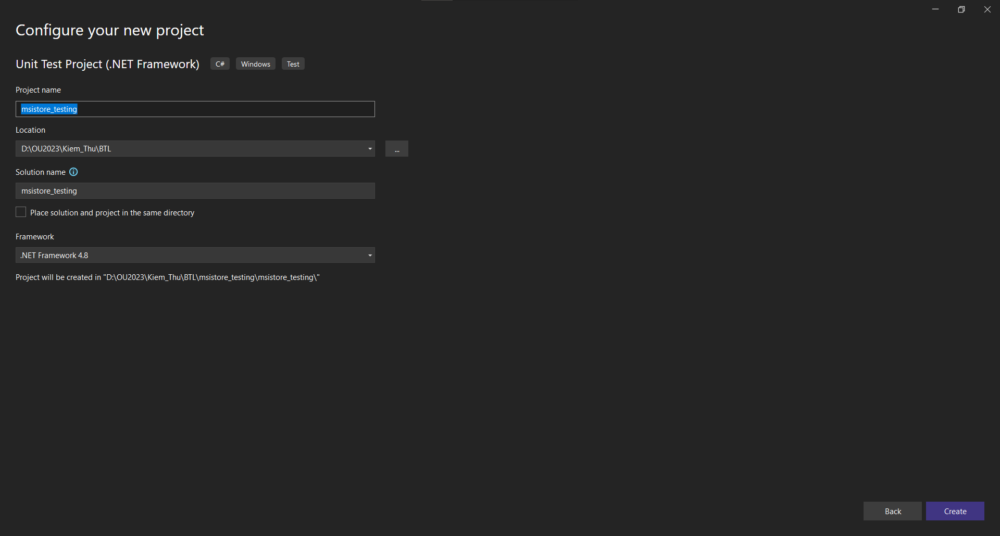 Configure your new project
Unit Test Project (.NET Framework) C# Windows Test
Project name
msistore_testing
Location
D:\OU2023\Kiem_Thu\BTL ...
Solution name
msistore_testing
Place solution and project in the same directory
Framework
.NET Framework 4.8
Project will be created in "D:\OU2023\Kiem_Thu\BTL\msistore_testing\msistore_testing\"
Back Create